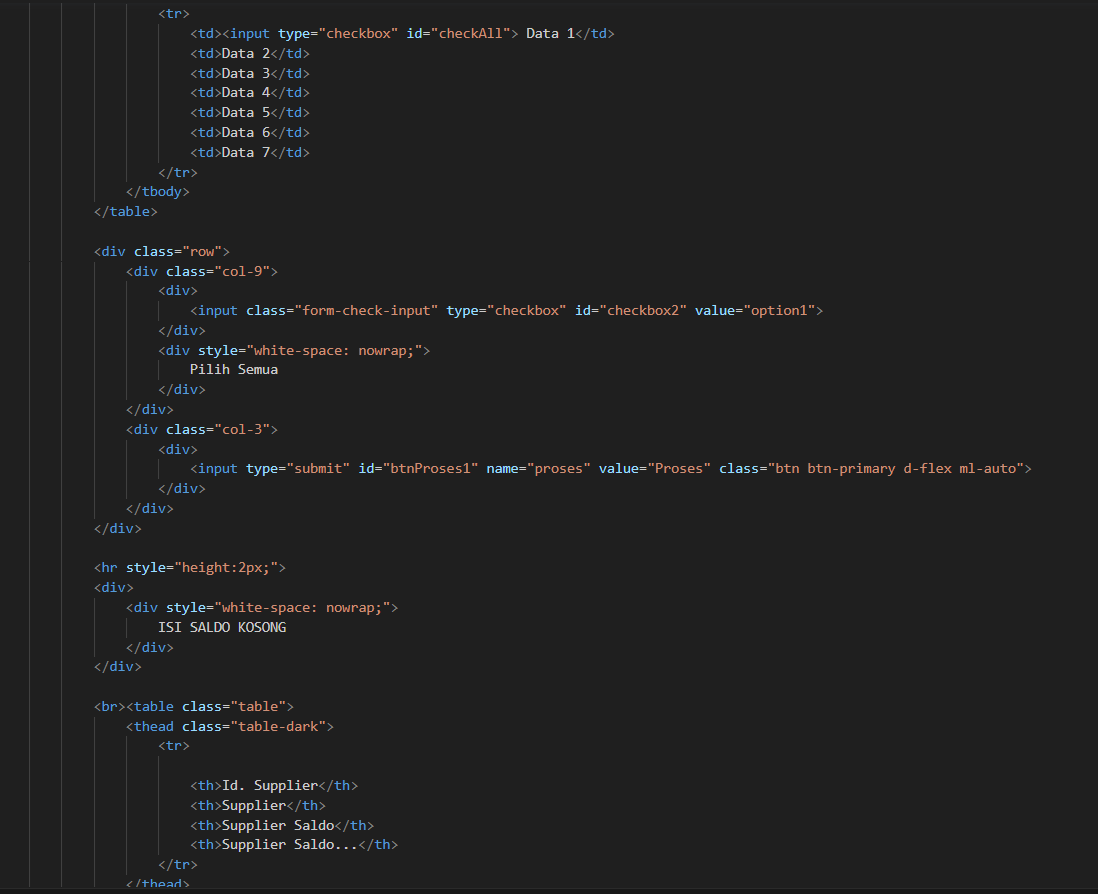 <tr>
<td><input type="checkbox" id="checkAll"> Data 1</td>
<td>Data 2</td>
<td>Data 3</td>
<td>Data 4</td>
<td>Data 5</td>
<td>Data 6</td>
<td>Data 7</td>
</tr>
</tbody>
</table>
<div class="row">
<div class="col-9">
<div>
<input class="form-check-input" type="checkbox" id="checkbox2" value="option1">
</div>
<div style="white-space: nowrap;">
Pilih Semua
</div>
</div>
<div class="col-3">
<div>
<input type="submit" id="btnProses1" name="proses" value="Proses" class="btn btn-primary d-flex ml-auto">
</div>
</div>
</div>
<hr style="height:2px;">
<div>
<div style="white-space: nowrap;">
ISI SALDO KOSONG
</div>
</div>
<br><table class="table">
<thead class="table-dark">
<tr>
<th>Id. Supplier</th>
<th>Supplier</th>
<th>Supplier Saldo</th>
<th>Supplier Saldo...</th>
</tr>
</thead>